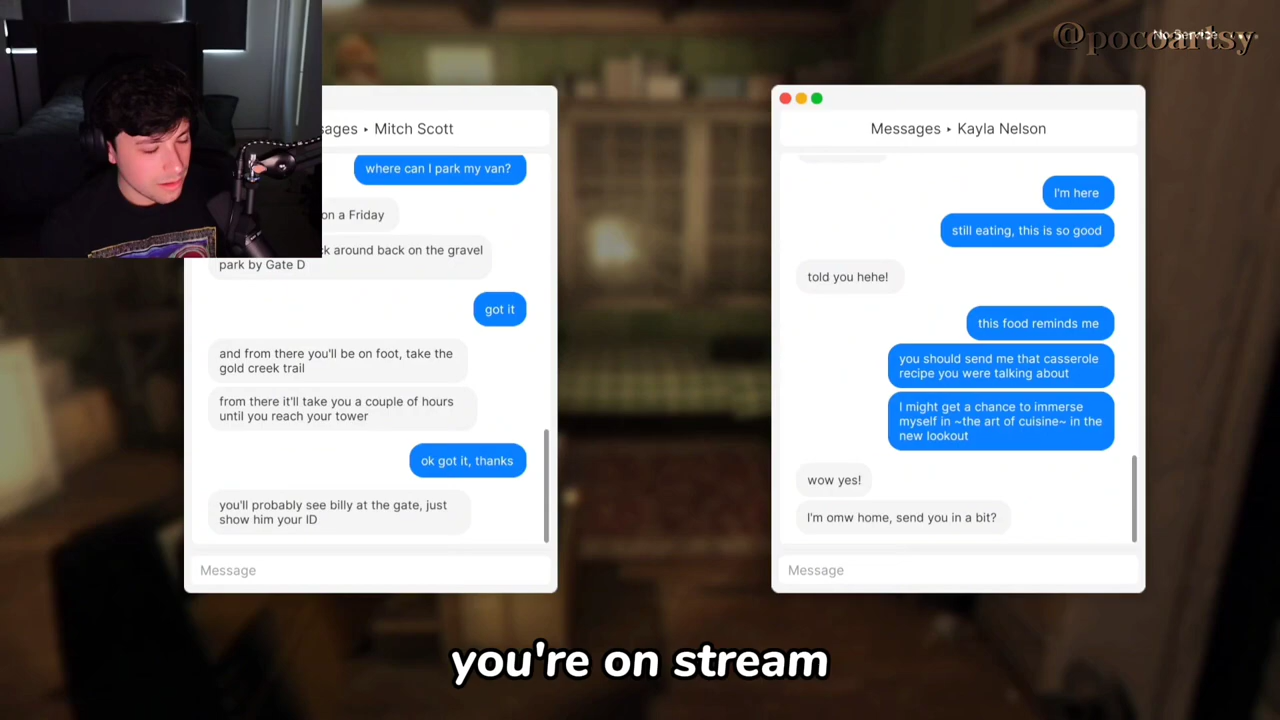 @pocoartsy
No Service
sages ▸ Mitch Scott
where can I park my van?
on a Friday
ck around back on the gravel
park by Gate D
got it
and from there you'll be on foot, take the
gold creek trail
from there it'll take you a couple of hours
until you reach your tower
ok got it, thanks
you'll probably see billy at the gate, just
show him your ID
Message
Messages ▸ Kayla Nelson
I'm here
still eating, this is so good
told you hehe!
this food reminds me
you should send me that casserole
recipe you were talking about
I might get a chance to immerse
myself in ~the art of cuisine~ in the
new lookout
wow yes!
I'm omw home, send you in a bit?
Message
you're on stream